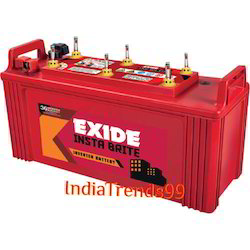 EXIDE
INSTA BRITE
INVERTER BATTERY
IndiaTrends99